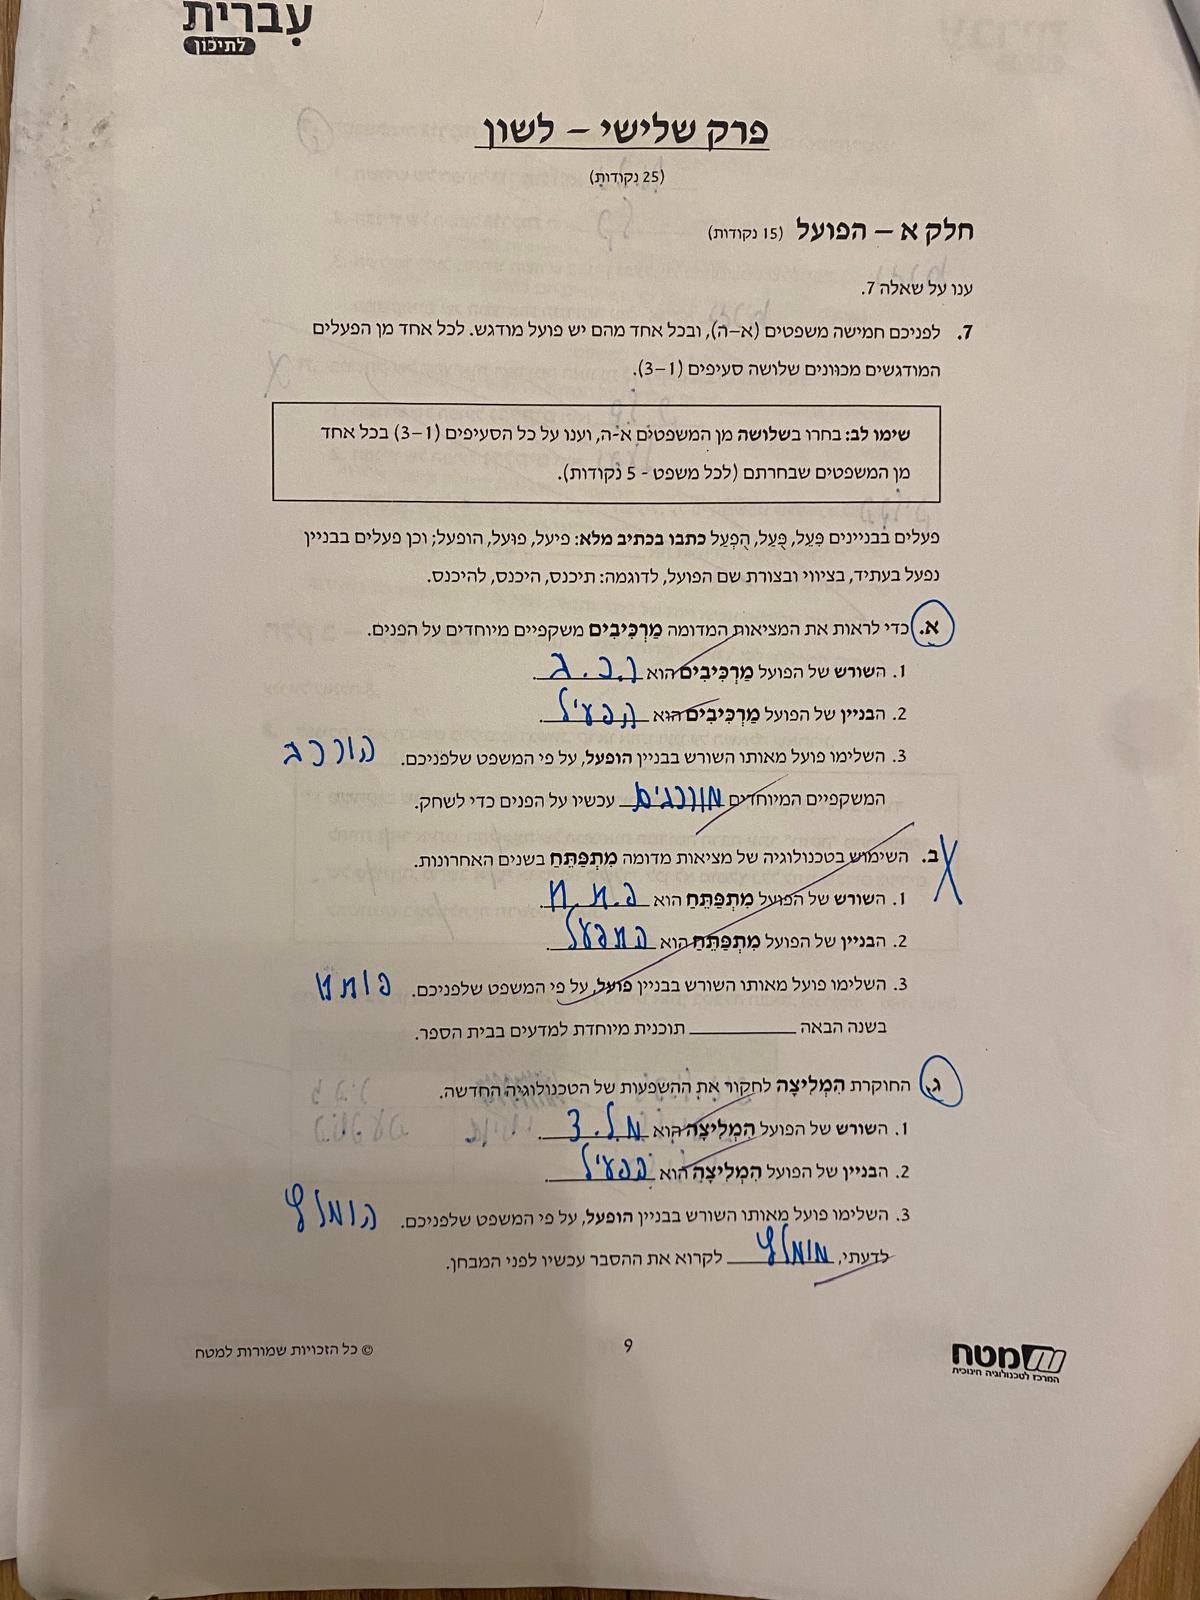 עברית
לתיכון
פרק שלישי – לשון
(25 נקודות)
חלק א – הפועל (15 נקודות)
ענו על שאלה 7.
7. לפניכם חמישה משפטים (א–ה), ובכל אחד מהם יש פועל מודגש. לכל אחד מן הפעלים
המודגשים מכוונים שלושה סעיפים (1–3).
שימו לב: בחרו בשלושה מן המשפטים א-ה, וענו על כל הסעיפים (1–3) בכל אחד
מן המשפטים שבחרתם (לכל משפט - 5 נקודות).
פעלים בבניינים פִּעֵל, פֻּעַל, הֻפְעַל כתבו בכתיב מלא: פיעל, פועל, הופעל; וכן פעלים בבניין
נפעל בעתיד, בציווי ובצורת שם הפועל, לדוגמה: תיכנס, היכנס, להיכנס.
א. כדי לראות את המציאות המדומה מַרְכִּיבִים משקפיים מיוחדים על הפנים.
1. השורש של הפועל מַרְכִּיבִים הוא ר.כ.ב.
2. הבניין של הפועל מַרְכִּיבִים הוא הפעיל.
3. השלימו פועל מאותו השורש בבניין הופעל, על פי המשפט שלפניכם. הורכב
המשקפיים המיוחדים מורכבים עכשיו על הפנים כדי לשחק.
ב. השימוש בטכנולוגיה של מציאות מדומה מִתְפַּתֵּחַ בשנים האחרונות.
1. השורש של הפועל מִתְפַּתֵּחַ הוא פ.ת.ח.
2. הבניין של הפועל מִתְפַּתֵּחַ הוא התפעל.
3. השלימו פועל מאותו השורש בבניין פועל, על פי המשפט שלפניכם. פותח
בשנה הבאה ________ תוכנית מיוחדת למדעים בבית הספר.
ג. החוקרת הִמְלִיצָה לחקור את ההשפעות של הטכנולוגיה החדשה.
1. השורש של הפועל הִמְלִיצָה הוא מ.ל.צ.
2. הבניין של הפועל הִמְלִיצָה הוא הפעיל.
3. השלימו פועל מאותו השורש בבניין הופעל, על פי המשפט שלפניכם. הומלץ
לדעתי, מומלץ לקרוא את ההסבר עכשיו לפני המבחן.
© כל הזכויות שמורות למטח
9
מטח
המרכז לטכנולוגיה חינוכית